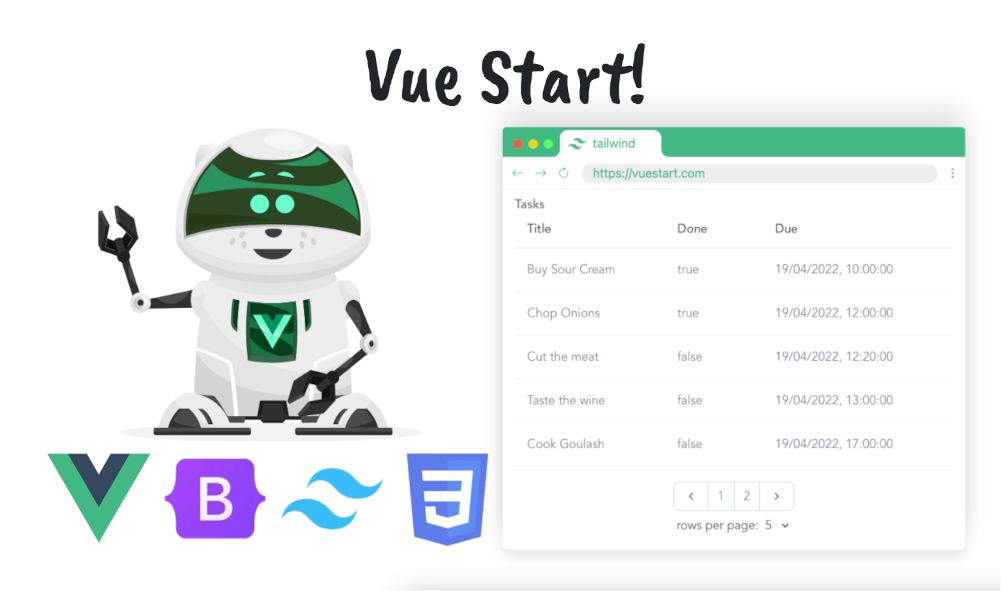 Vue Start!
tailwind
https://vuestart.com
Tasks
Title Done Due
Buy Sour Cream true 19/04/2022, 10:00:00
Chop Onions true 19/04/2022, 12:00:00
Cut the meat false 19/04/2022, 12:20:00
Taste the wine false 19/04/2022, 13:00:00
Cook Goulash false 19/04/2022, 17:00:00
1 2
rows per page: 5
B
3